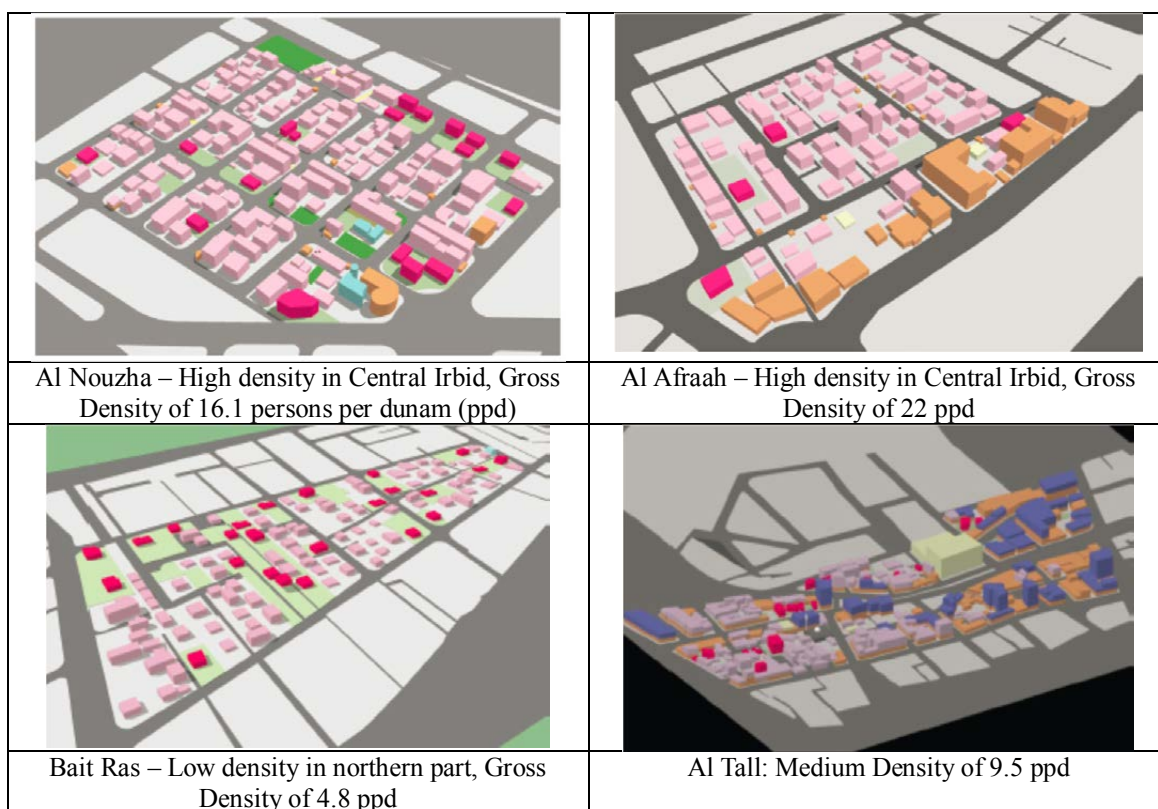 Al Nouzha – High density in Central Irbid, Gross
Density of 16.1 persons per dunam (ppd)
Al Afraah – High density in Central Irbid, Gross
Density of 22 ppd
Bait Ras – Low density in northern part, Gross
Density of 4.8 ppd
Al Tall: Medium Density of 9.5 ppd